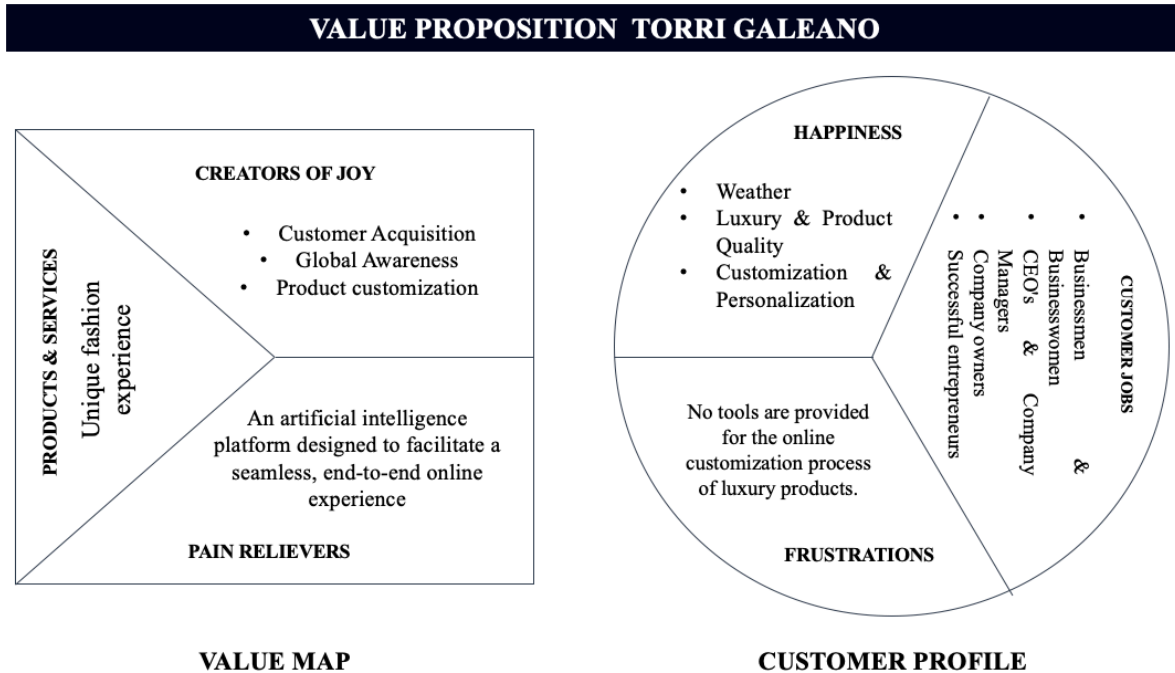 VALUE PROPOSITION TORRI GALEANO
CREATORS OF JOY
• Customer Acquisition
• Global Awareness
• Product customization
PRODUCTS & SERVICES
Unique fashion
experience
An artificial intelligence
platform designed to facilitate a
seamless, end-to-end online
experience
PAIN RELIEVERS
VALUE MAP
HAPPINESS
• Weather
• Luxury & Product
Quality
• Customization &
Personalization
CUSTOMER JOBS
• Businessmen &
Businesswomen
• CEO's & Company
Managers
• Company owners
• Successful entrepreneurs
No tools are provided
for the online
customization process
of luxury products.
FRUSTRATIONS
CUSTOMER PROFILE